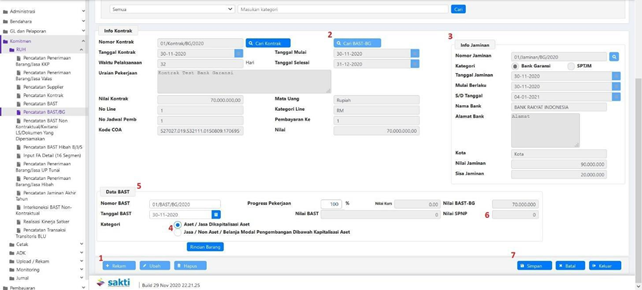 Semua
Masukan kategori
Cari
Administrasi
Bendahara
GL dan Pelaporan
Komitmen
RUH
Pencatatan Penerimaan Barang/Jasa KKP
Pencatatan Penerimaan Barang/Jasa Valas
Pencatatan Supplier
Pencatatan Kontrak
Pencatatan BAST
Pencatatan BAST/BG
Pencatatan BAST Non Kontraktual/Kwitansi LS/Dokumen Yang Dipersamakan
Pencatatan BAST Hibah B/J/S
Input FA Detail (16 Segmen)
Pencatatan Penerimaan Barang/Jasa UP Tunai
Pencatatan Penerimaan Barang/Jasa Hibah
Pencatatan Jaminan Akhir Tahun
Interkoneksi BAST Non-Kontraktual
Realisasi Kinerja Satker
Pencatatan Transaksi Transitoris BLU
Cetak
ADK
Upload / Rekam
Monitoring
Jurnal
Pembayaran
Info Kontrak
Nomor Kontrak
01/Kontrak/BG/2020
Cari Kontrak
2
Cari BAST-BG
Tanggal Kontrak
30-11-2020
Tanggal Mulai
30-11-2020
Waktu Pelaksanaan
32
Hari
Tanggal Selesai
31-12-2020
Uraian Pekerjaan
Kontrak Test Bank Garansi
Nilai Kontrak
70,000,000.00
Mata Uang
Rupiah
No Line
1
Kategori Line
RM
No Jadwal Pemb
1
Pembayaran Ke
1
Kode COA
Nilai
70,000,000.00
3
Info Jaminan
Nomor Jaminan
01/Jaminan/BG/2020
Kategori
Bank Garansi
SPTJM
Tanggal Jaminan
30-11-2020
Mulai Berlaku
30-11-2020
S/D Tanggal
04-01-2021
Nama Bank
BANK RAKYAT INDONESIA
Alamat Bank
Alamat
Kota
Kota
Nilai Jaminan
90,000,000
Sisa Jaminan
20,000,000
5
Data BAST
Nomor BAST
01/BAST/BG/2020
Progress Pekerjaan
100
%
0.00
Nilai BAST-BG
70,000,000
Tanggal BAST
30-11-2020
Nilai BAST
0
Nilai SPNP
6
0
Kategori
4
Aset / Jasa Dikapitalisasi Aset
Jasa / Non Aset / Belanja Modal Pengembangan Dibawah Kapitalisasi Aset
Rincian Barang
1
Rekam
Ubah
Hapus
7
Simpan
Batal
Keluar
sakti
Build 29 Nov 2020 22.21.25